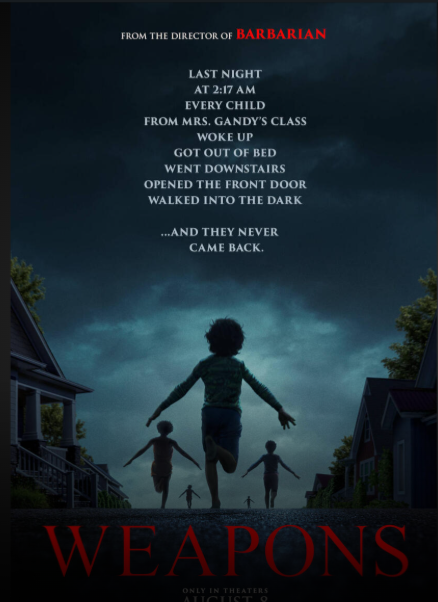 FROM THE DIRECTOR OF BARBARIAN
LAST NIGHT
AT 2:17 AM
EVERY CHILD
FROM MRS. GANDY'S CLASS
WOKE UP
GOT OUT OF BED
WENT DOWNSTAIRS
OPENED THE FRONT DOOR
WALKED INTO THE DARK
...AND THEY NEVER
CAME BACK.
WEAPONS
ONLY IN THEATERS
AUGUST 8